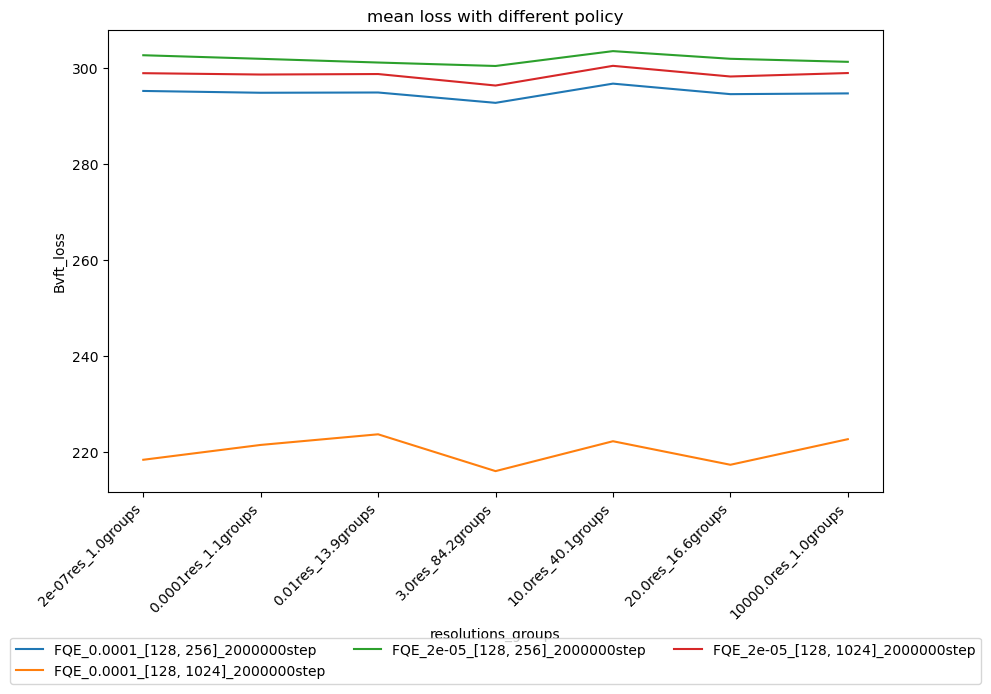 mean loss with different policy
Bvft_loss
300
280
260
240
220
2e-07res_1.0groups
0.0001res_1.1groups
0.01res_13.9groups
3.0res_84.2groups
10.0res_40.1groups
20.0res_16.6groups
10000.0res_1.0groups
resolutions_groups
FQE_0.0001_[128, 256]_2000000step
FQE_0.0001_[128, 1024]_2000000step
FQE_2e-05_[128, 256]_2000000step
FQE_2e-05_[128, 1024]_2000000step